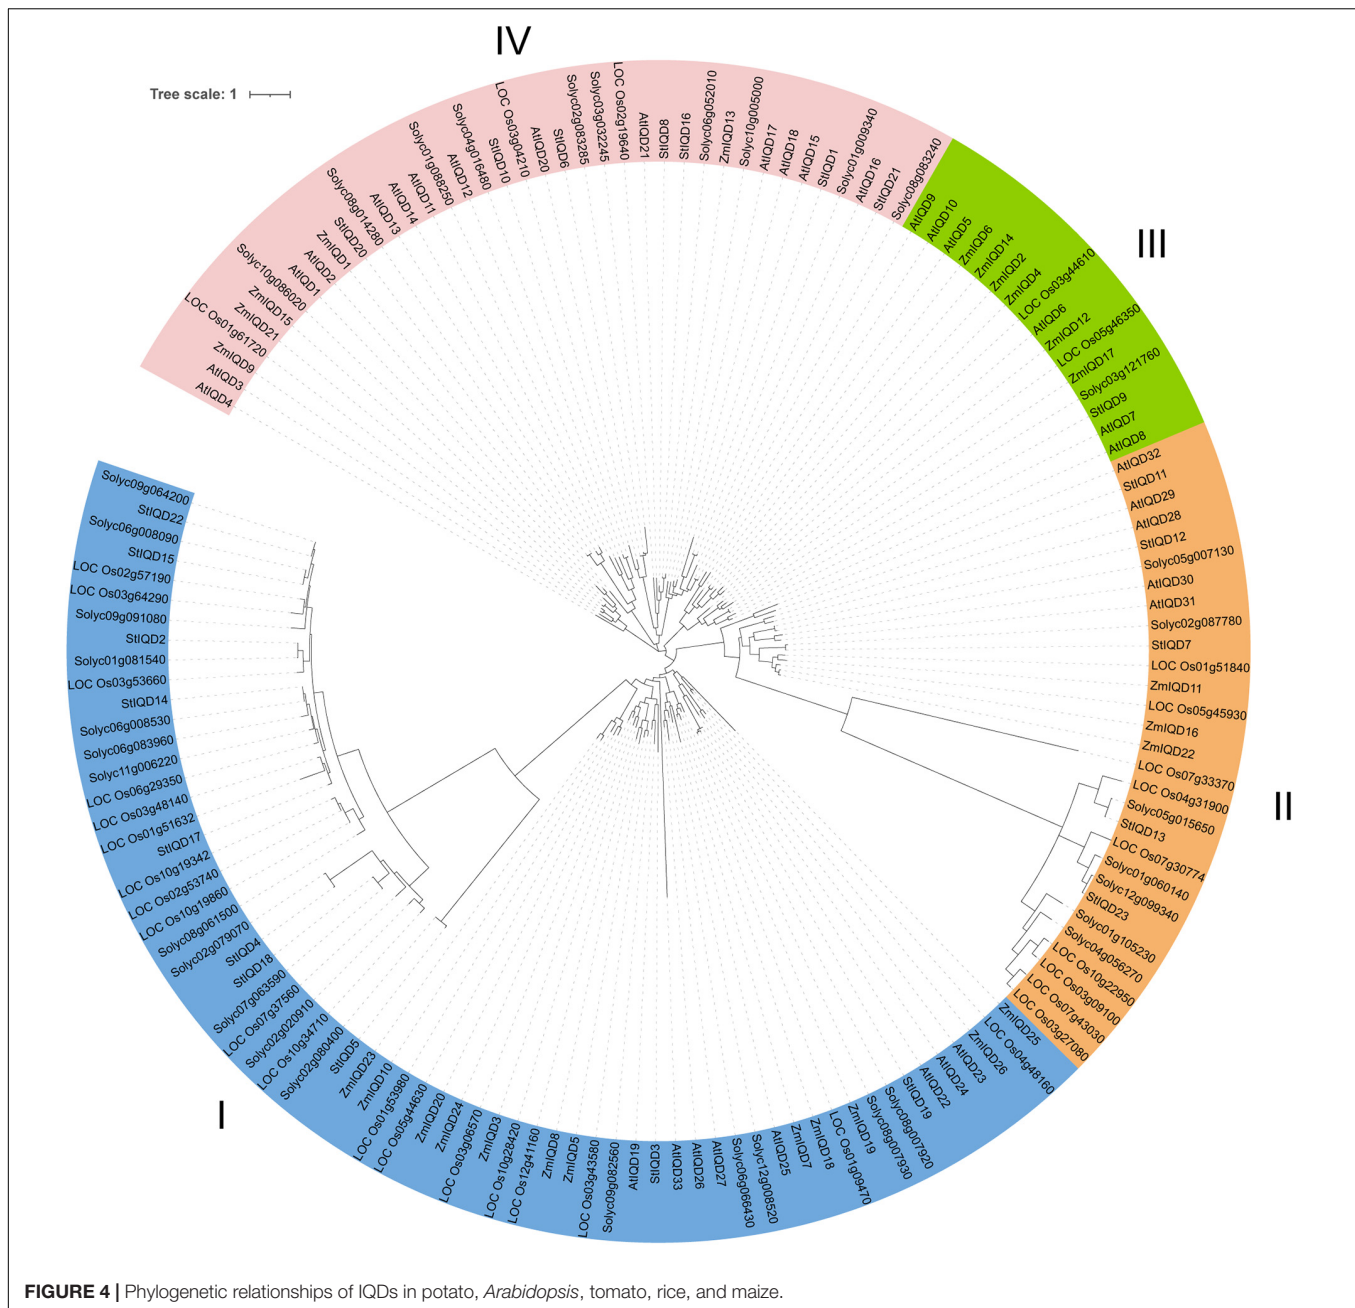 IV
Tree scale: 1
AtIQD4
AtIQD3
ZmIQD9
LOC Os01g61720
ZmIQD21
ZmIQD15
Solyc10g086020
AtIQD1
AtIQD2
ZmIQD1
StIQD20
Solyc08g014280
AtIQD13
AtIQD14
AtIQD11
Solyc01g088250
AtIQD12
Solyc04g016480
StIQD10
LOC Os03g04210
AtIQD20
StIQD6
Solyc02g083285
Solyc03g032245
LOC Os02g19640
AtIQD21
StIQD8
StIQD16
Solyc06g052010
ZmIQD13
Solyc10g005000
AtIQD17
AtIQD18
AtIQD15
StIQD1
Solyc01g009340
AtIQD16
StIQD21
Solyc08g083240
III
AtIQD9
AtIQD10
AtIQD5
ZmIQD6
ZmIQD14
ZmIQD2
ZmIQD4
LOC Os03g44610
AtIQD6
ZmIQD12
LOC Os05g46350
ZmIQD17
Solyc03g121760
StIQD9
AtIQD7
AtIQD8
II
AtIQD32
StIQD11
AtIQD29
AtIQD28
StIQD12
Solyc05g007130
AtIQD30
AtIQD31
Solyc02g087780
StIQD7
LOC Os01g51840
ZmIQD11
LOC Os05g45930
ZmIQD16
ZmIQD22
LOC Os07g33370
LOC Os04g31900
Solyc05g015650
StIQD13
LOC Os07g30774
Solyc01g060140
Solyc12g099340
StIQD23
Solyc01g105230
Solyc04g056270
LOC Os10g22950
LOC Os03g09100
LOC Os07g43030
LOC Os03g27080
I
ZmIQD25
LOC Os04g48160
ZmIQD26
AtIQD23
AtIQD24
AtIQD22
StIQD19
Solyc08g007920
Solyc08g007930
ZmIQD19
LOC Os01g09470
ZmIQD18
ZmIQD7
AtIQD25
Solyc12g008520
Solyc06g066430
AtIQD27
AtIQD26
AtIQD33
StIQD3
AtIQD19
Solyc09g082560
LOC Os03g43580
ZmIQD5
ZmIQD8
LOC Os12g41160
LOC Os10g28420
ZmIQD3
LOC Os03g06570
ZmIQD24
ZmIQD20
LOC Os05g44630
LOC Os01g53980
ZmIQD10
ZmIQD23
StIQD5
Solyc02g080400
LOC Os10g34710
Solyc02g020910
LOC Os07g37560
Solyc07g063590
StIQD18
StIQD4
Solyc02g079070
Solyc08g061500
LOC Os10g19860
LOC Os02g53740
LOC Os10g19342
StIQD17
LOC Os01g51632
LOC Os03g48140
LOC Os06g29350
Solyc11g006220
Solyc06g083960
Solyc06g008530
StIQD14
LOC Os03g53660
Solyc01g081540
StIQD2
Solyc09g091080
LOC Os03g64290
LOC Os02g57190
StIQD15
Solyc06g008090
StIQD22
Solyc09g064200
FIGURE 4 | Phylogenetic relationships of IQDs in potato, Arabidopsis, tomato, rice, and maize.